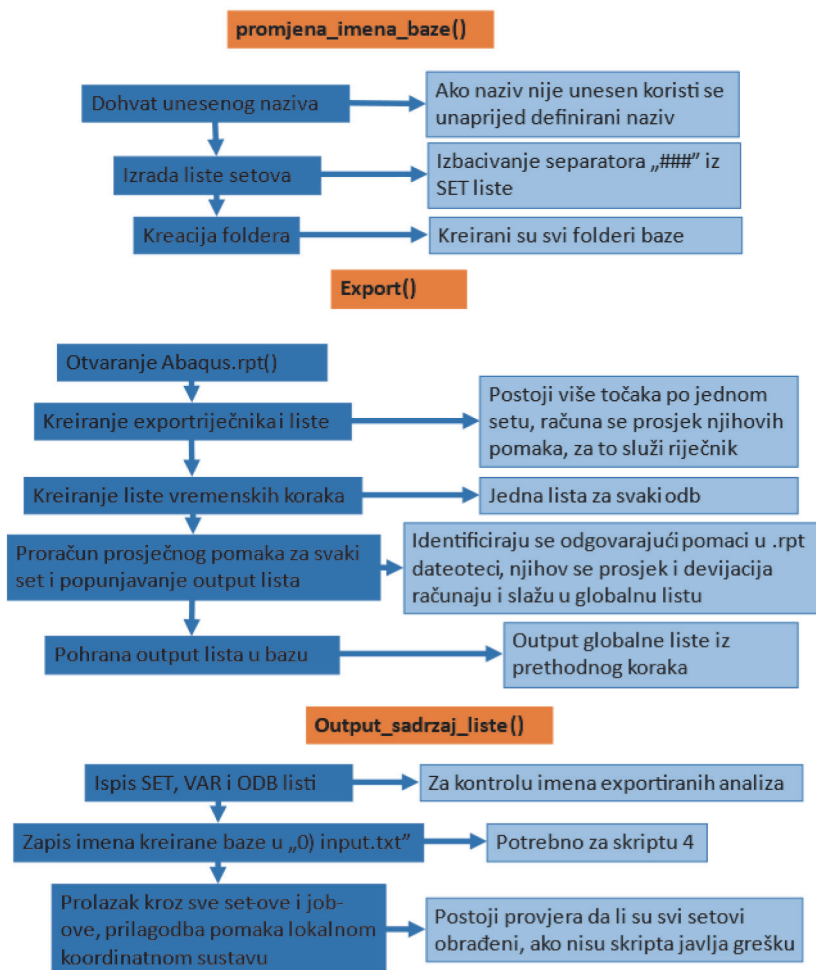 promjena_imena_baze()
Dohvat unesenog naziva
Ako naziv nije unesen koristi se
unaprijed definirani naziv
Izrada liste setova
Izbacivanje separatora „###” iz
SET liste
Kreacija foldera
Kreirani su svi folderi baze
Export()
Otvaranje Abaqus.rpt()
Kreiranje exportriječnika i liste
Postoji više točaka po jednom
setu, računa se prosjek njihovih
pomaka, za to služi riječnik
Kreiranje liste vremenskih koraka
Jedna lista za svaki odb
Proračun prosječnog pomaka za svaki
set i popunjavanje output lista
Identificiraju se odgovarajući pomaci u .rpt
dateoteci, njihov se prosjek i devijacija
računaju i slažu u globalnu listu
Pohrana output lista u bazu
Output globalne liste iz
prethodnog koraka
Output_sadrzaj_liste()
Ispis SET, VAR i ODB listi
Za kontrolu imena exportiranih analiza
Zapis imena kreirane baze u „0) input.txt”
Potrebno za skriptu 4
Prolazak kroz sve set-ove i job-
ove, prilagodba pomaka lokalnom
koordinatnom sustavu
Postoji provjera da li su svi setovi
obrađeni, ako nisu skripta javlja grešku